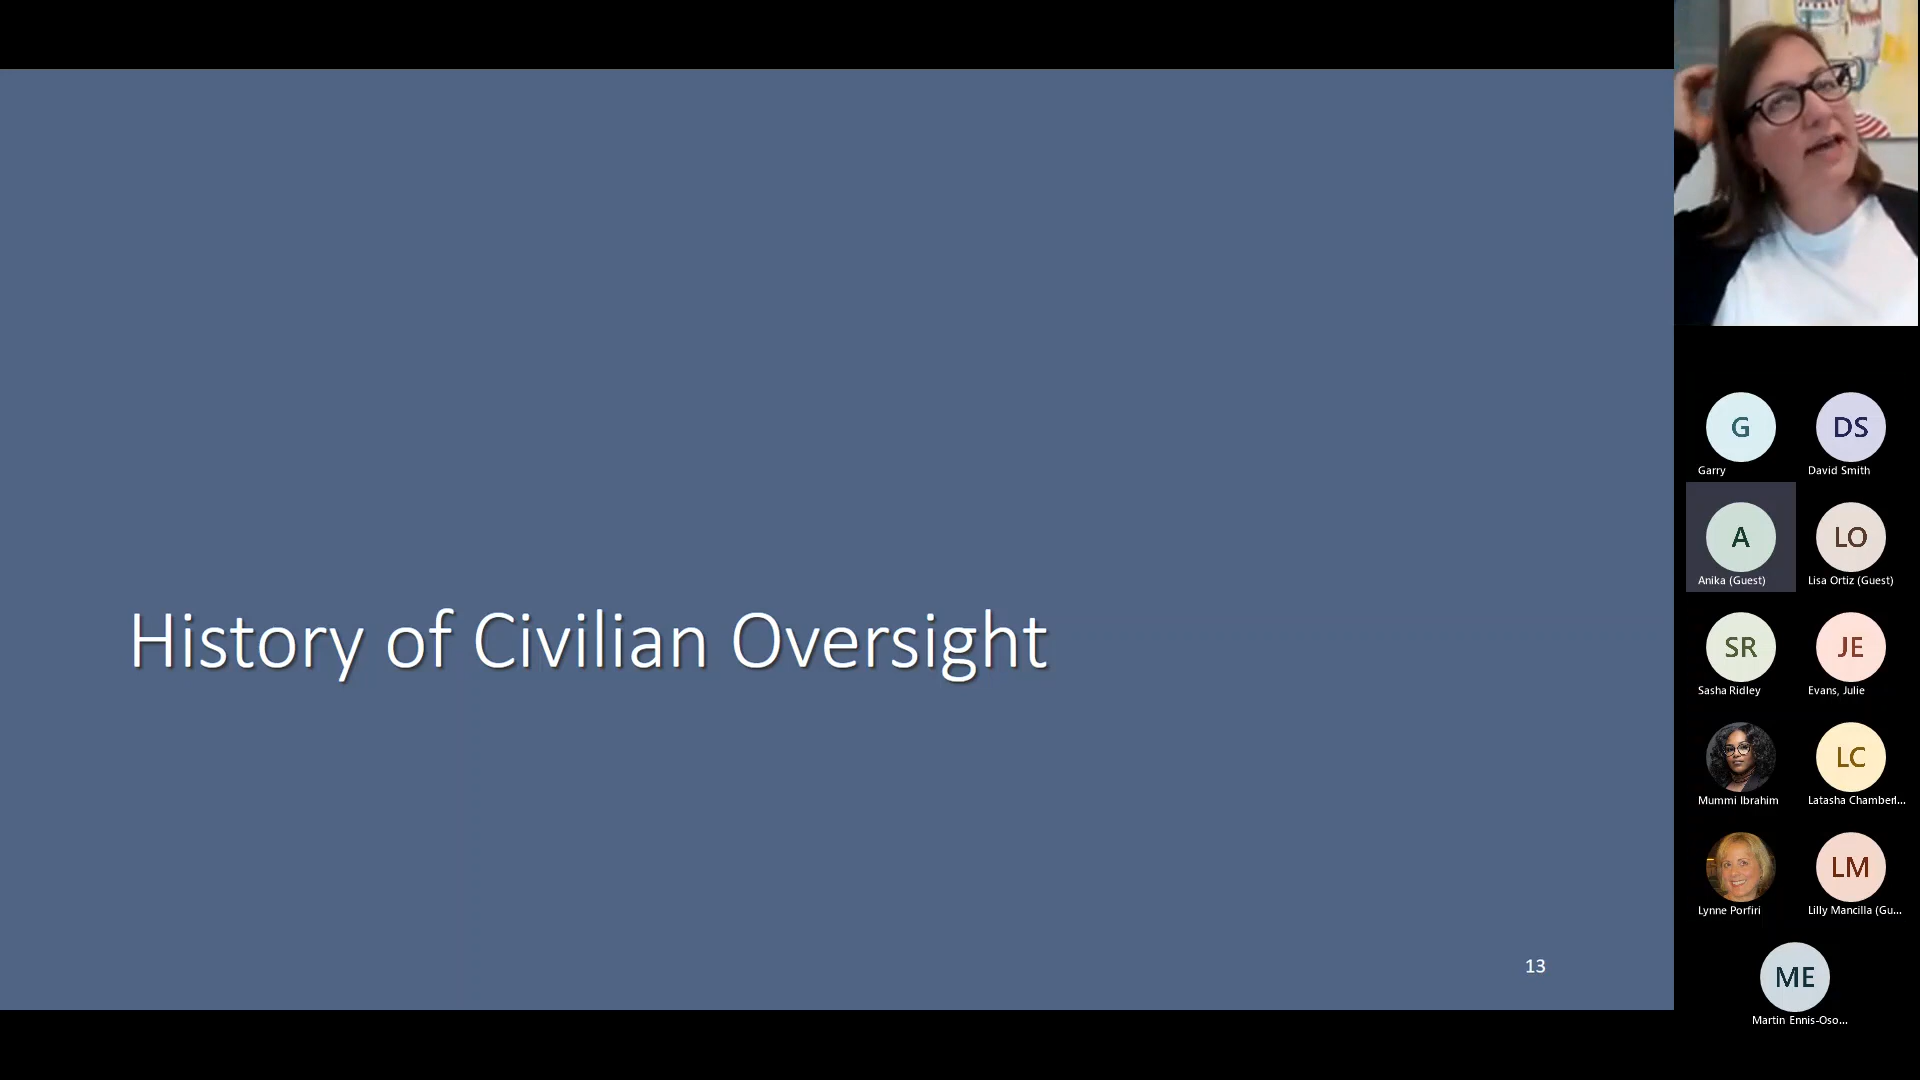 History of Civilian Oversight
13
G
DS
Garry
David Smith
A
LO
Anika (Guest)
Lisa Ortiz (Guest)
SR
JE
Sasha Ridley
Evans, Julie
LC
Mummi Ibrahim
Latasha Chamberl...
LM
Lynne Porfiri
Lilly Mancilla (Gu...
ME
Martin Ennis-Oso...